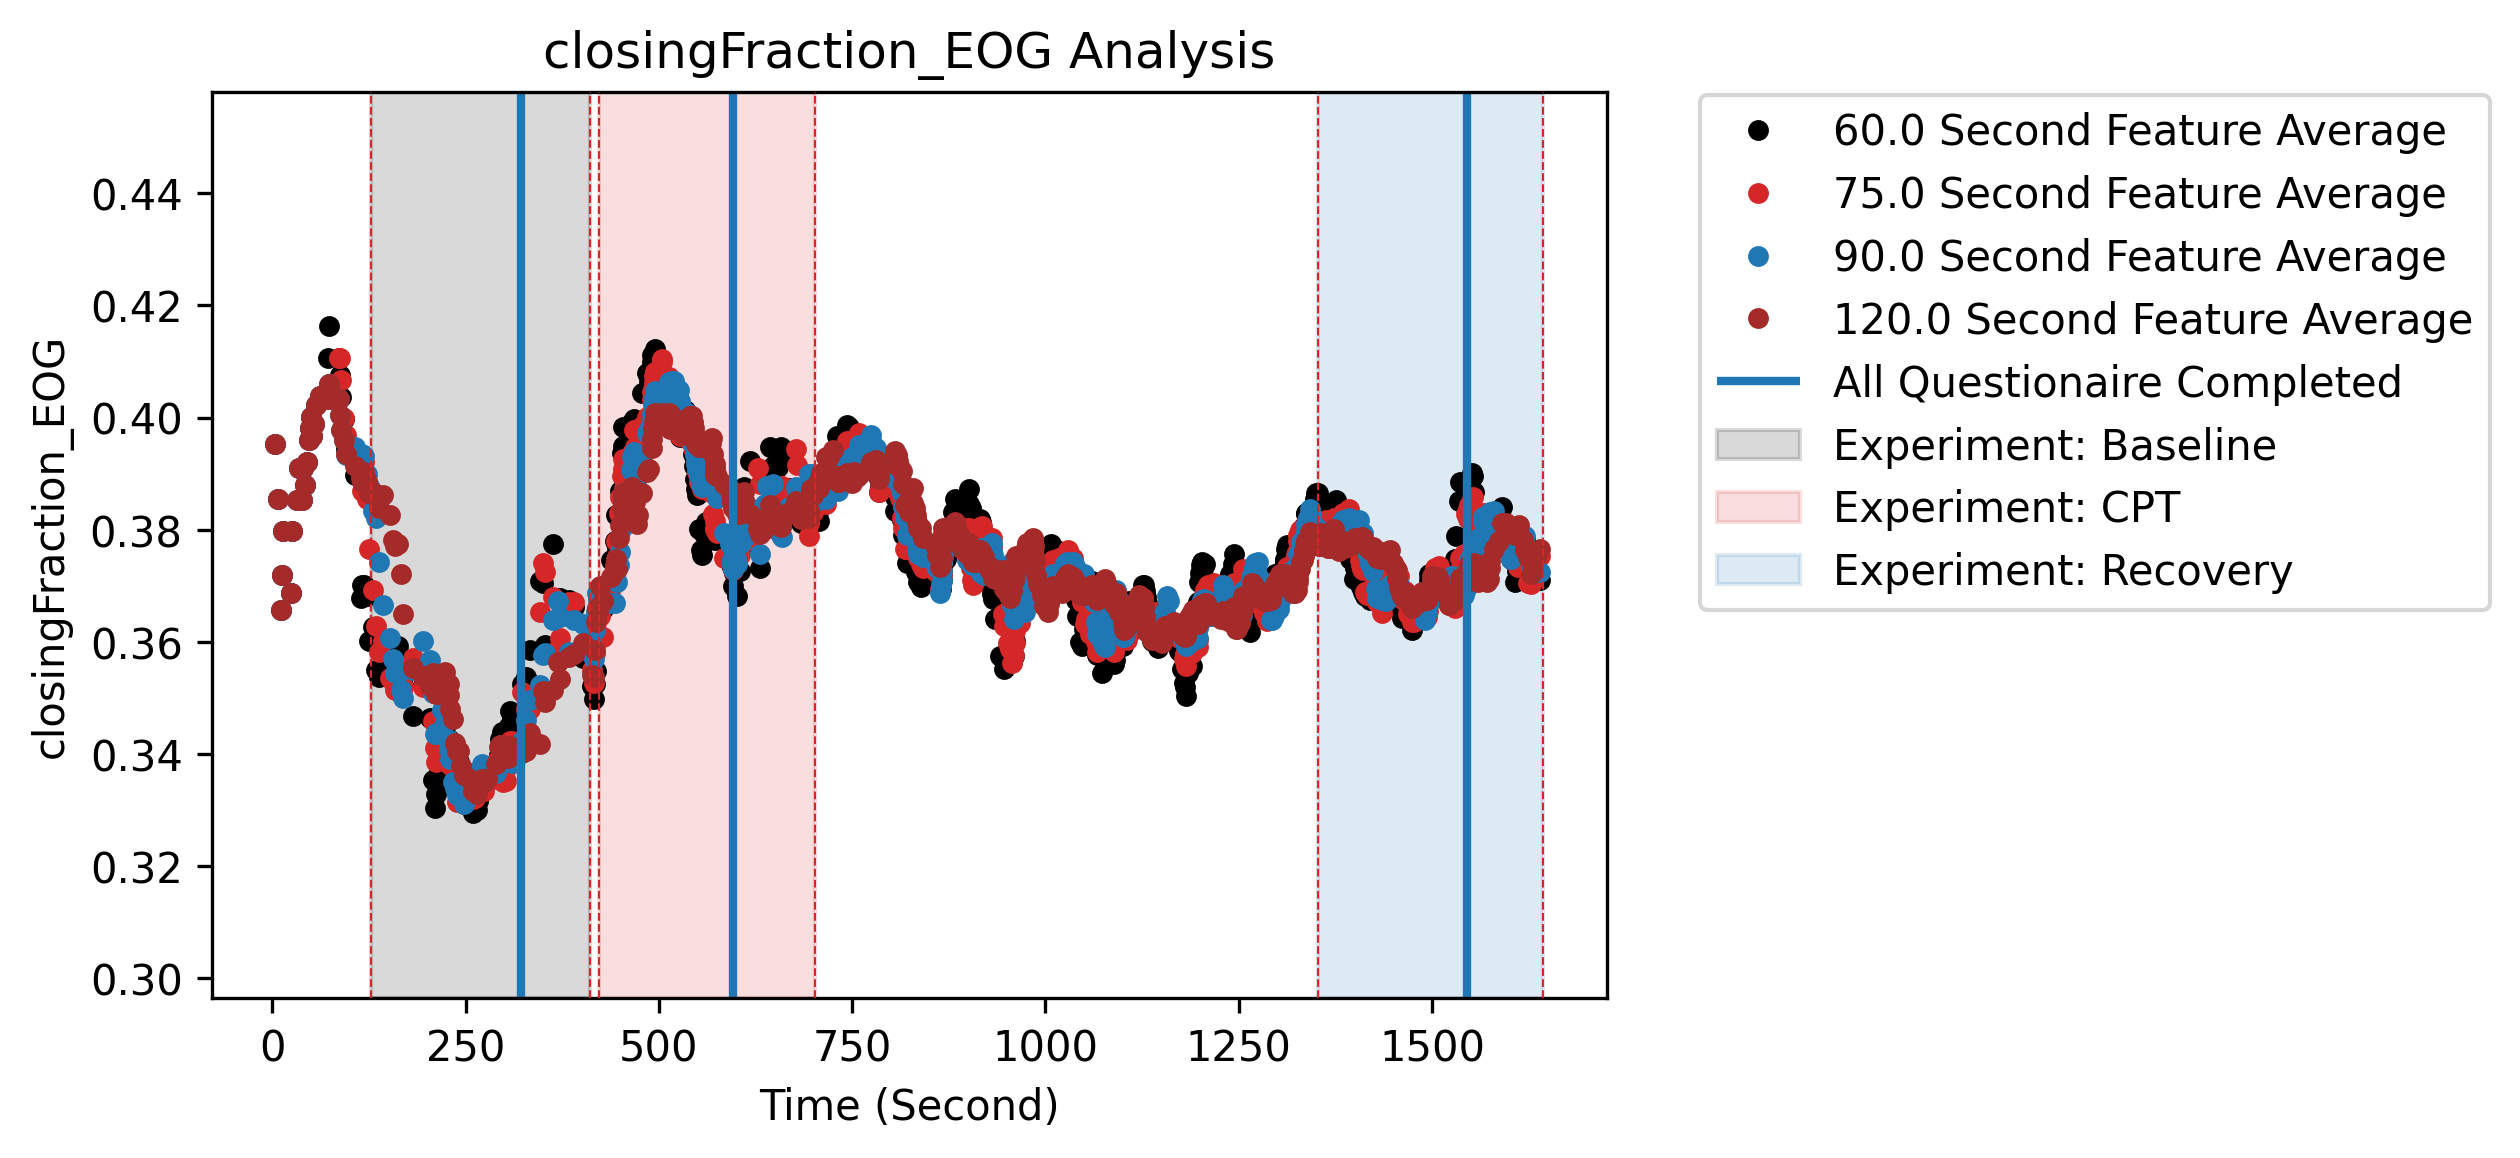 closingFraction_EOG Analysis
closingFraction_EOG
0.44
0.42
0.40
0.38
0.36
0.34
0.32
0.30
0 250 500 750 1000 1250 1500
Time (Second)
60.0 Second Feature Average
75.0 Second Feature Average
90.0 Second Feature Average
120.0 Second Feature Average
All Questionaire Completed
Experiment: Baseline
Experiment: CPT
Experiment: Recovery